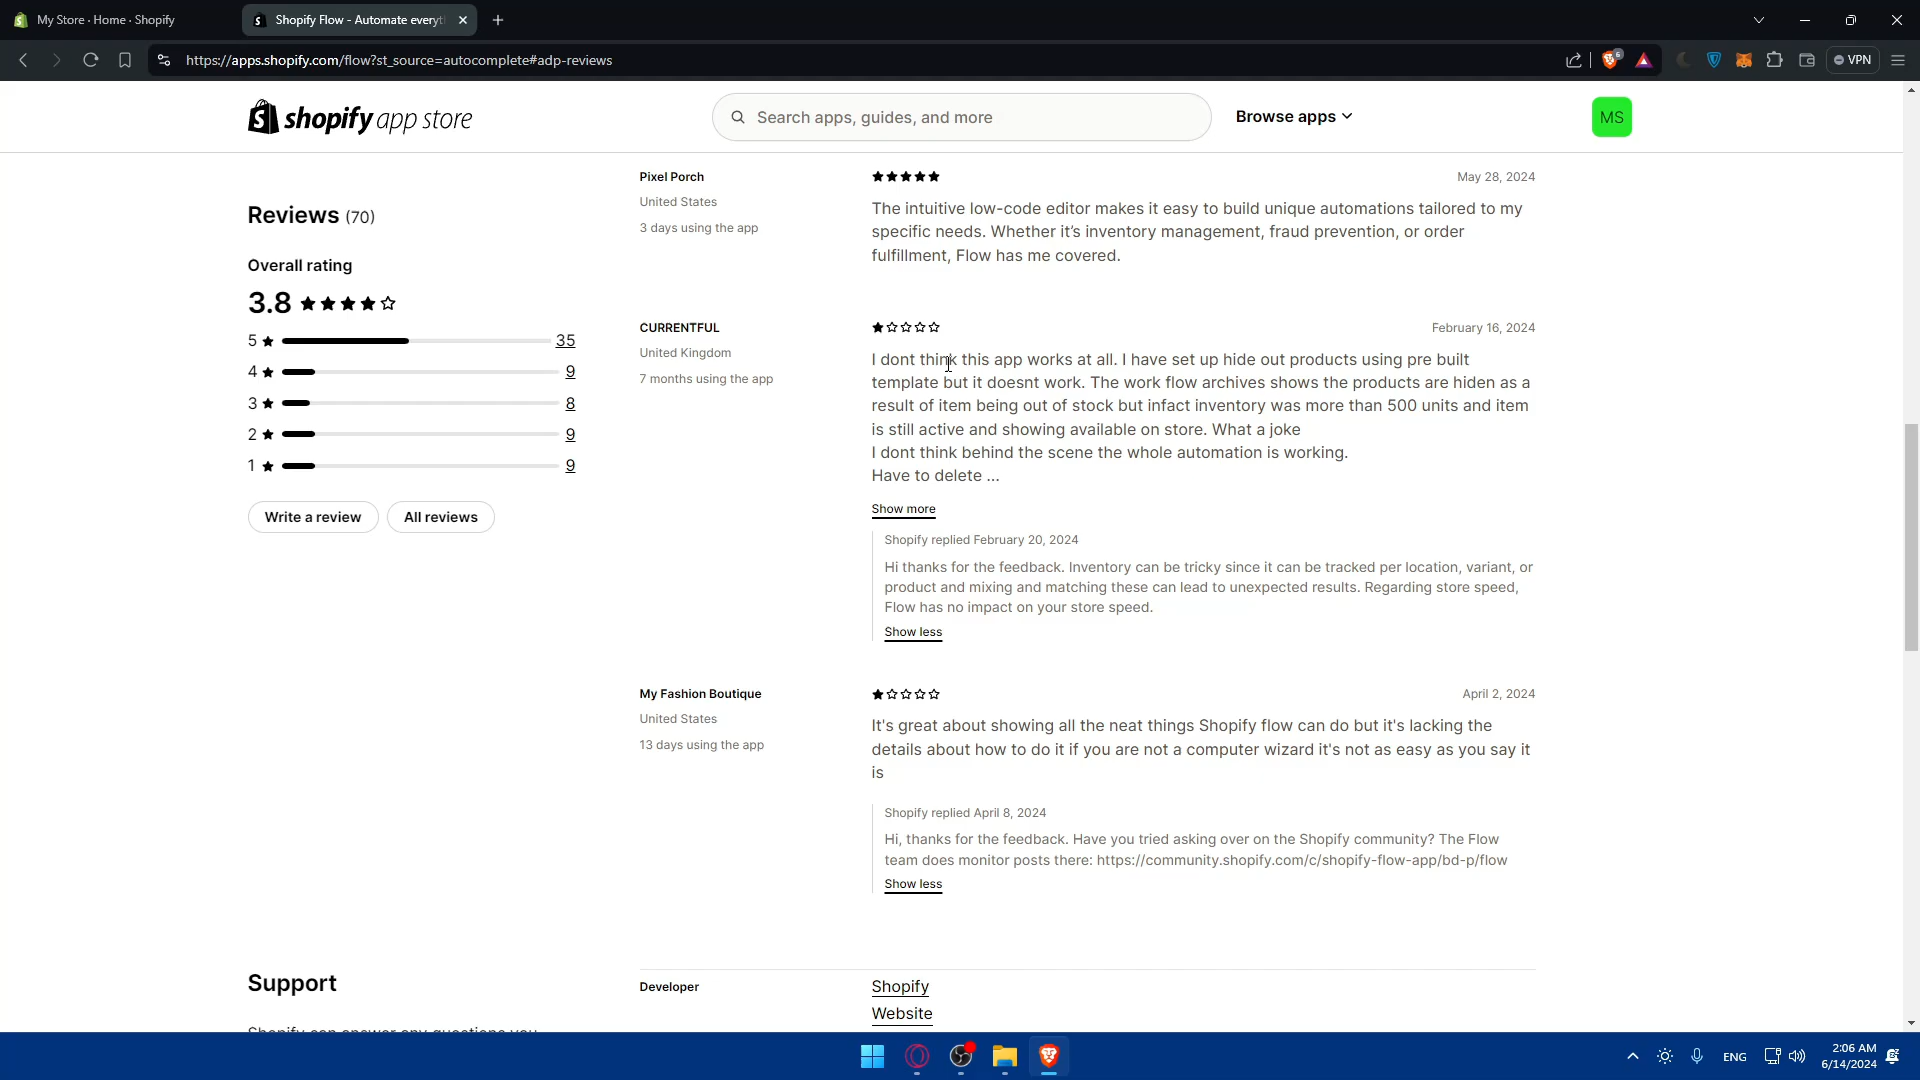 My Store · Home · Shopify
Shopify Flow - Automate everyt
https://apps.shopify.com/flow?st_source=autocomplete#adp-reviews
6
VPN
shopify app store
Search apps, guides, and more
Browse apps
MS
Reviews (70)
Overall rating
3.8
5 35
4 9
3 8
2 9
1 9
Write a review
All reviews
Pixel Porch
United States
3 days using the app
May 28, 2024
The intuitive low-code editor makes it easy to build unique automations tailored to my
specific needs. Whether it's inventory management, fraud prevention, or order
fulfillment, Flow has me covered.
CURRENTFUL
United Kingdom
7 months using the app
February 16, 2024
I dont think this app works at all. I have set up hide out products using pre built
template but it doesnt work. The work flow archives shows the products are hiden as a
result of item being out of stock but infact inventory was more than 500 units and item
is still active and showing available on store. What a joke
I dont think behind the scene the whole automation is working.
Have to delete ...
Show more
Shopify replied February 20, 2024
Hi thanks for the feedback. Inventory can be tricky since it can be tracked per location, variant, or
product and mixing and matching these can lead to unexpected results. Regarding store speed,
Flow has no impact on your store speed.
Show less
My Fashion Boutique
United States
13 days using the app
April 2, 2024
It's great about showing all the neat things Shopify flow can do but it's lacking the
details about how to do it if you are not a computer wizard it's not as easy as you say it
is
Shopify replied April 8, 2024
Hi, thanks for the feedback. Have you tried asking over on the Shopify community? The Flow
team does monitor posts there: https://community.shopify.com/c/shopify-flow-app/bd-p/flow
Show less
Support
Shopify can answer any questions you
Developer
Shopify
Website
ENG
2:06 AM
6/14/2024